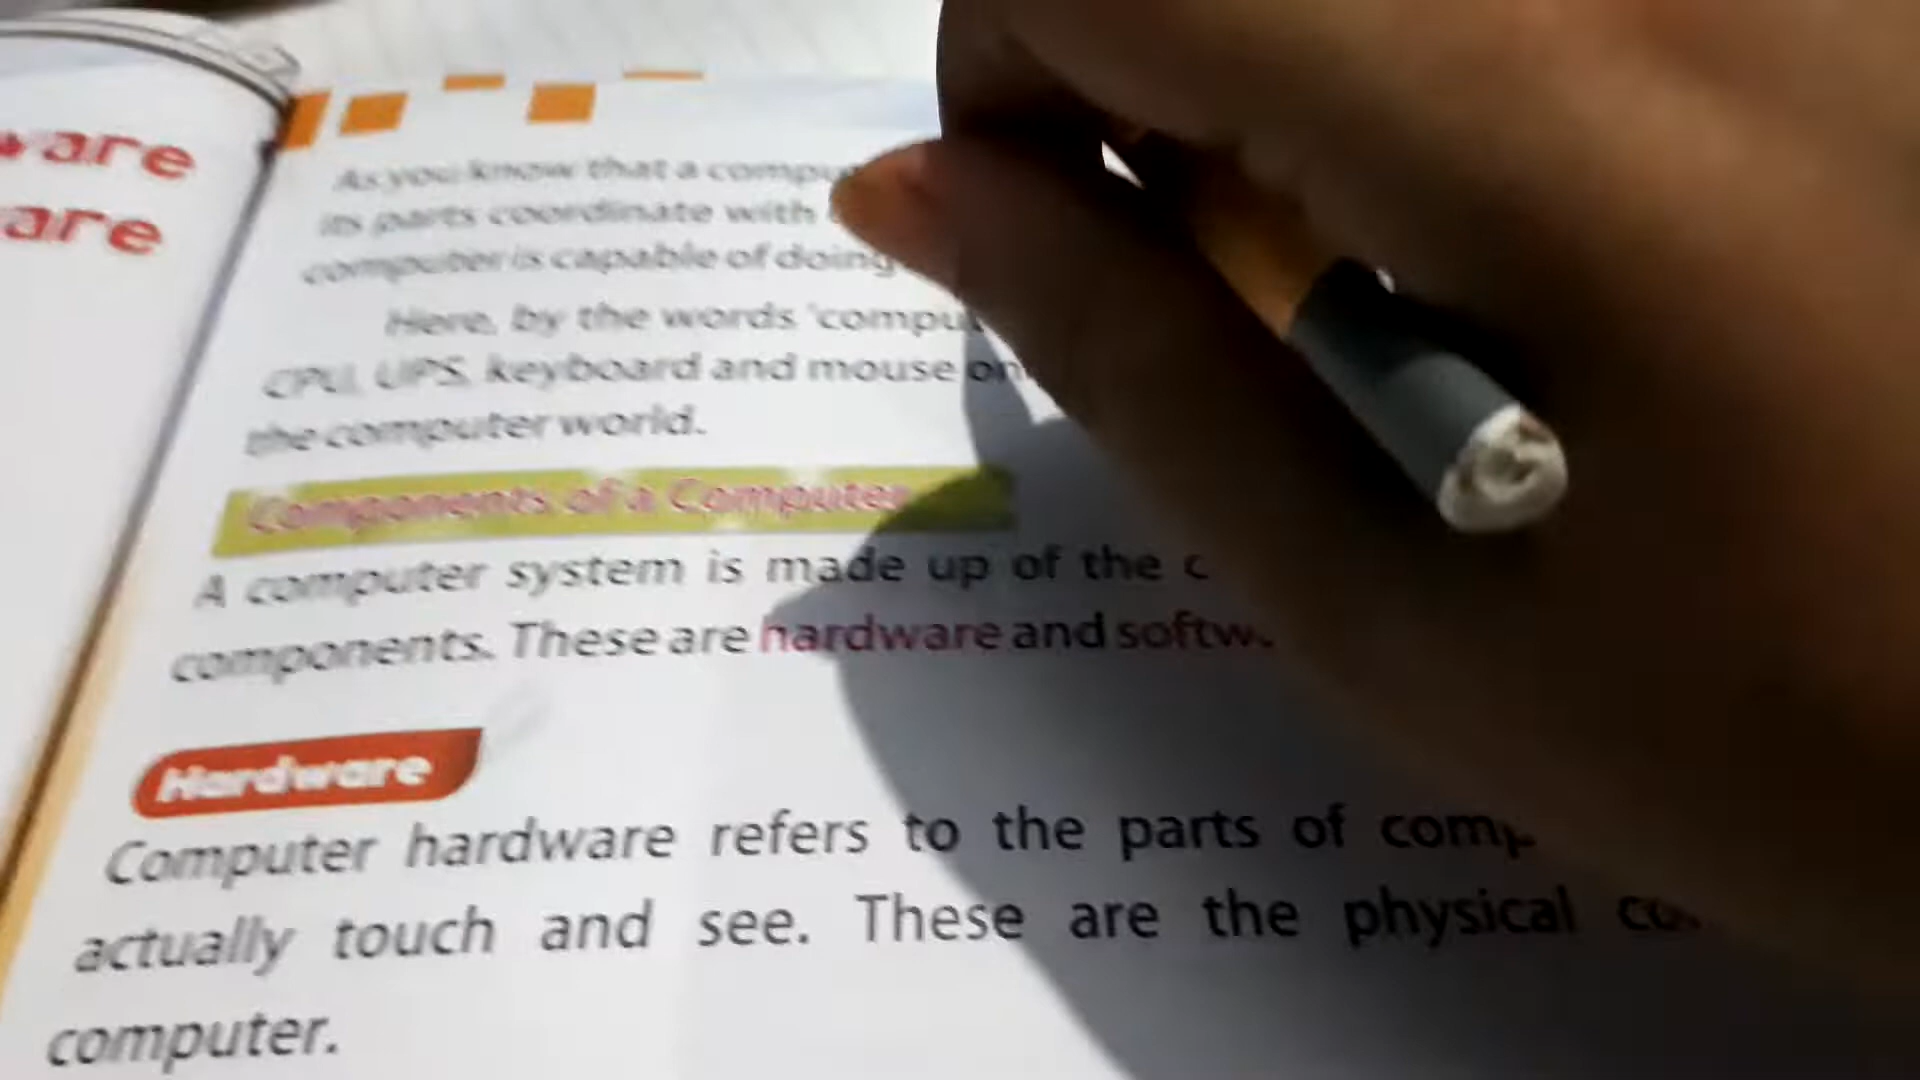 ware
are
As you know that a compu
its parts coordinate with
computer is capable of doing
Here, by the words 'compu
CPU, UPS, keyboard and mouse on
the computer world.
Components of a Computer
A computer system is made up of the c
components. These are hardware and softw
Hardware
Computer hardware refers to the parts of comp
actually touch and see. These are the physical co
computer.